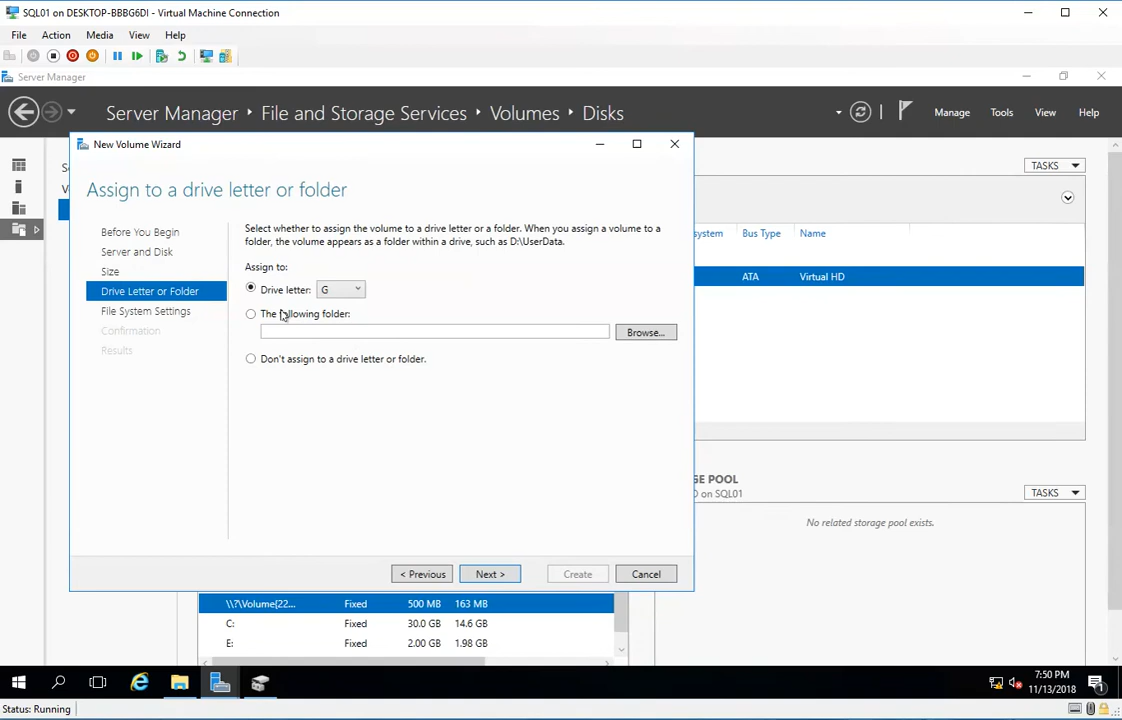 SQL01 on DESKTOP-BBBG6DI - Virtual Machine Connection
File Action Media View Help
Server Manager
Server Manager ‣ File and Storage Services ‣ Volumes ‣ Disks
Manage Tools View Help
New Volume Wizard
TASKS
Assign to a drive letter or folder
Before You Begin
Server and Disk
Size
Drive Letter or Folder
File System Settings
Confirmation
Results
Select whether to assign the volume to a drive letter or a folder. When you assign a volume to a
folder, the volume appears as a folder within a drive, such as D:\UserData.
Assign to:
Drive letter: G
The following folder:
Browse...
Don't assign to a drive letter or folder.
< Previous Next > Create Cancel
system Bus Type Name
ATA Virtual HD
GE POOL
D on SQL01
TASKS
No related storage pool exists.
\\?\Volume{22... Fixed 500 MB 163 MB
C: Fixed 30.0 GB 14.6 GB
E: Fixed 2.00 GB 1.98 GB
7:50 PM
11/13/2018
1
Status: Running